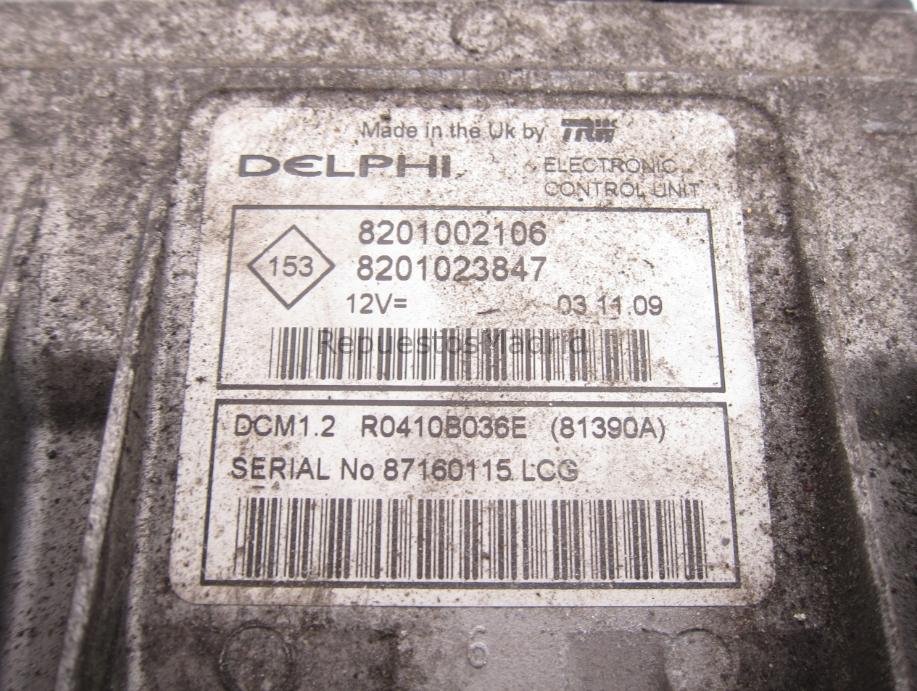 Made in the Uk by TRW
DELPHI
ELECTRONIC
CONTROL UNIT
153
8201002106
8201023847
12V=
03 11 09
RepuestosMadrid
DCM1.2 R0410B036E (81390A)
SERIAL No 87160115 LCG
6